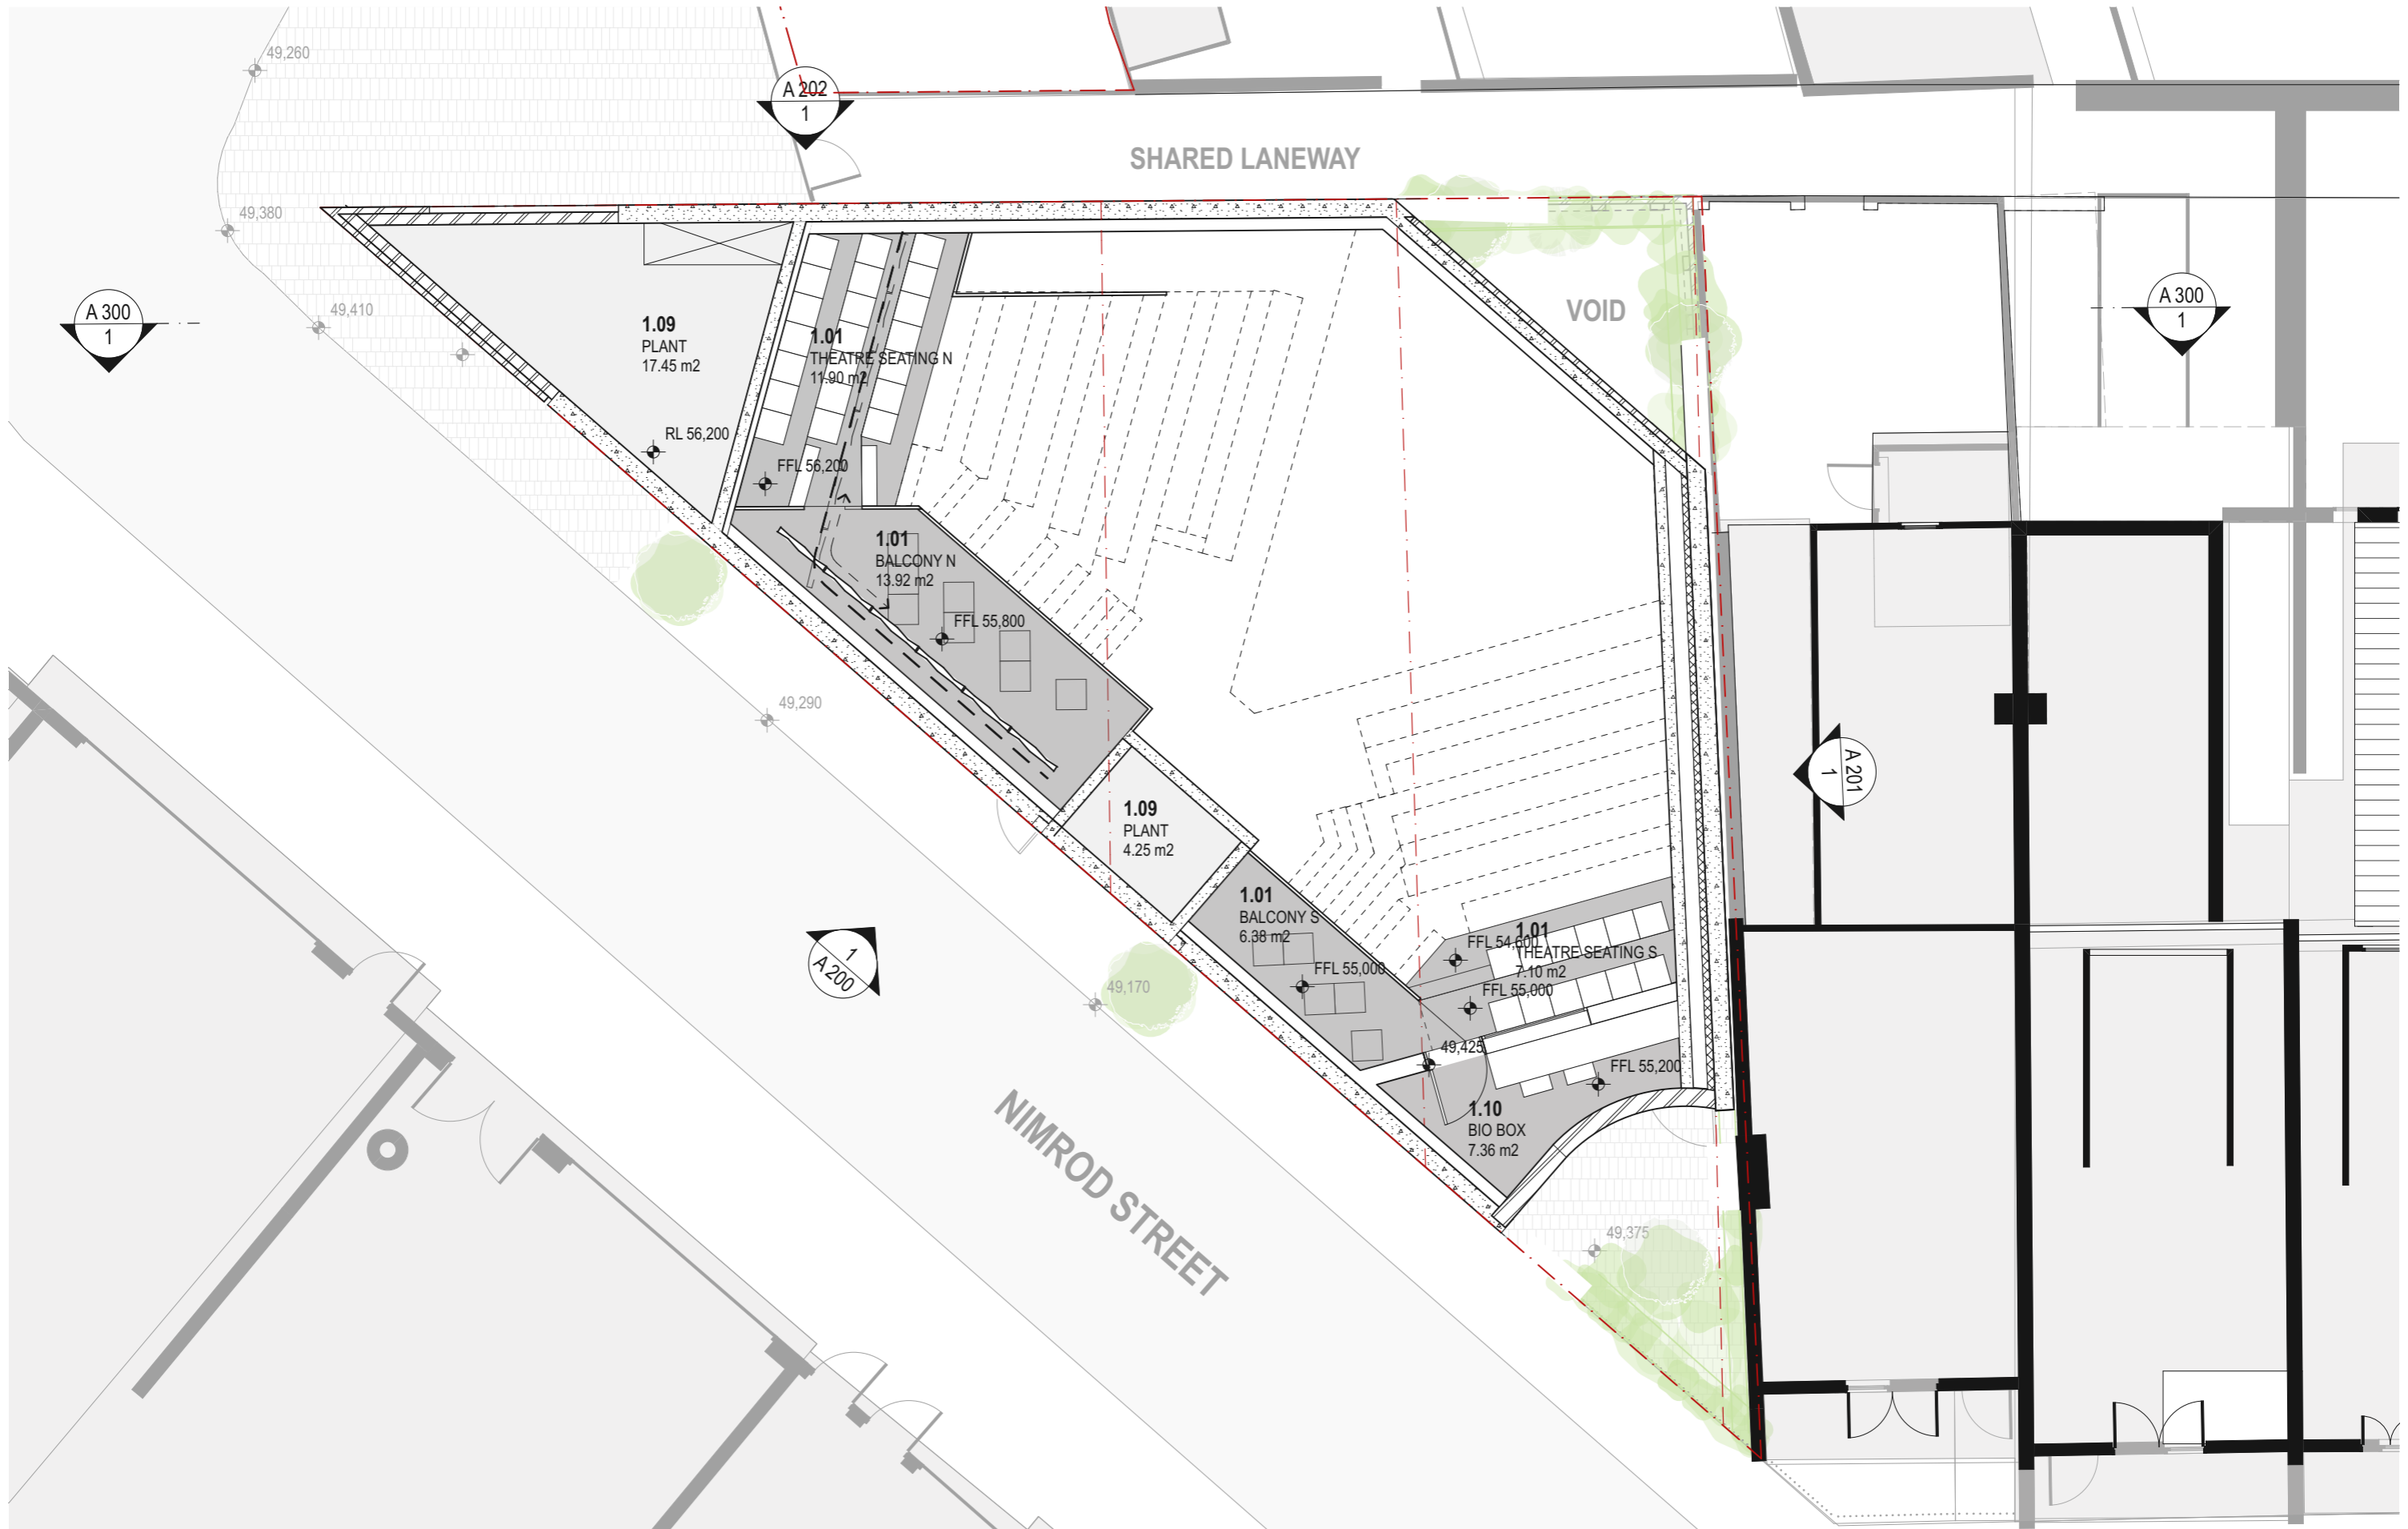 49,260
A 202
1
SHARED LANEWAY
49,380
A 300
1
49,410
VOID
A 300
1
1.09
PLANT
17.45 m2
1.01
THEATRE SEATING N
11.90 m2
RL 56,200
FFL 56,200
1.01
BALCONY N
13.92 m2
FFL 55,800
49,290
A 201
1
1.09
PLANT
4.25 m2
1
A 200
1.01
BALCONY S
6.38 m2
FFL 54,600
1.01
THEATRE SEATING S
7.10 m2
FFL 55,000
FFL 55,000
49,170
49,425
FFL 55,200
1.10
BIO BOX
7.36 m2
NIMROD STREET
49,375